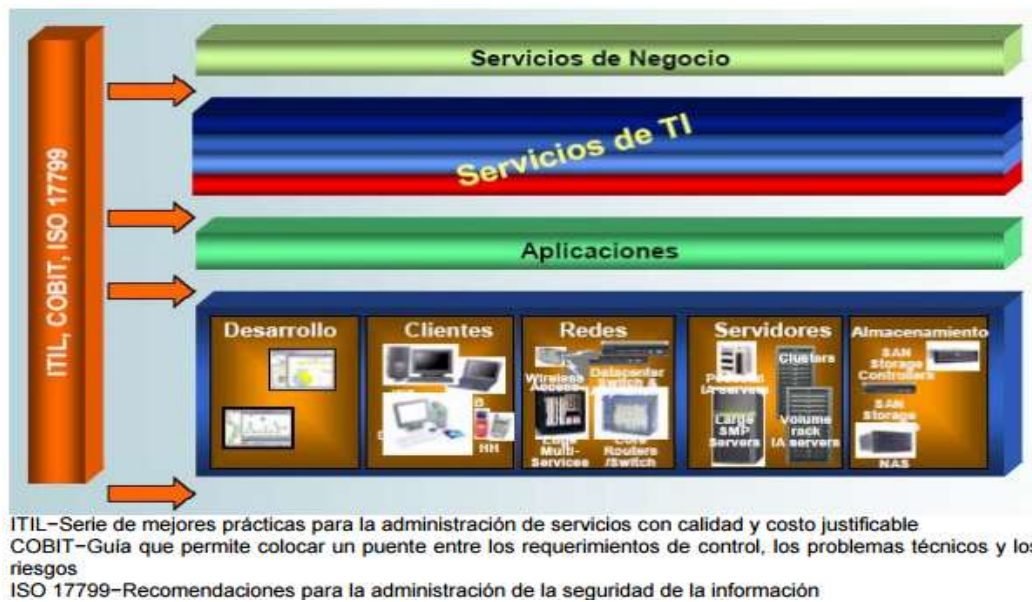 ITIL, COBIT, ISO 17799
Servicios de Negocio
Servicios de TI
Aplicaciones
Desarrollo
Clientes
HH
Redes
Wireless
Access
Datacenter
Switch &
Edge
Multi-
Services
Core
Routers
/Switch
Servidores
IA Servers
Clusters
Large
SMP
Servers
Volume
rack
IA servers
Almacenamiento
SAN
Storage
Controllers
SAN
Storage
NAS
ITIL–Serie de mejores prácticas para la administración de servicios con calidad y costo justificable
COBIT–Guía que permite colocar un puente entre los requerimientos de control, los problemas técnicos y los
riesgos
ISO 17799–Recomendaciones para la administración de la seguridad de la información